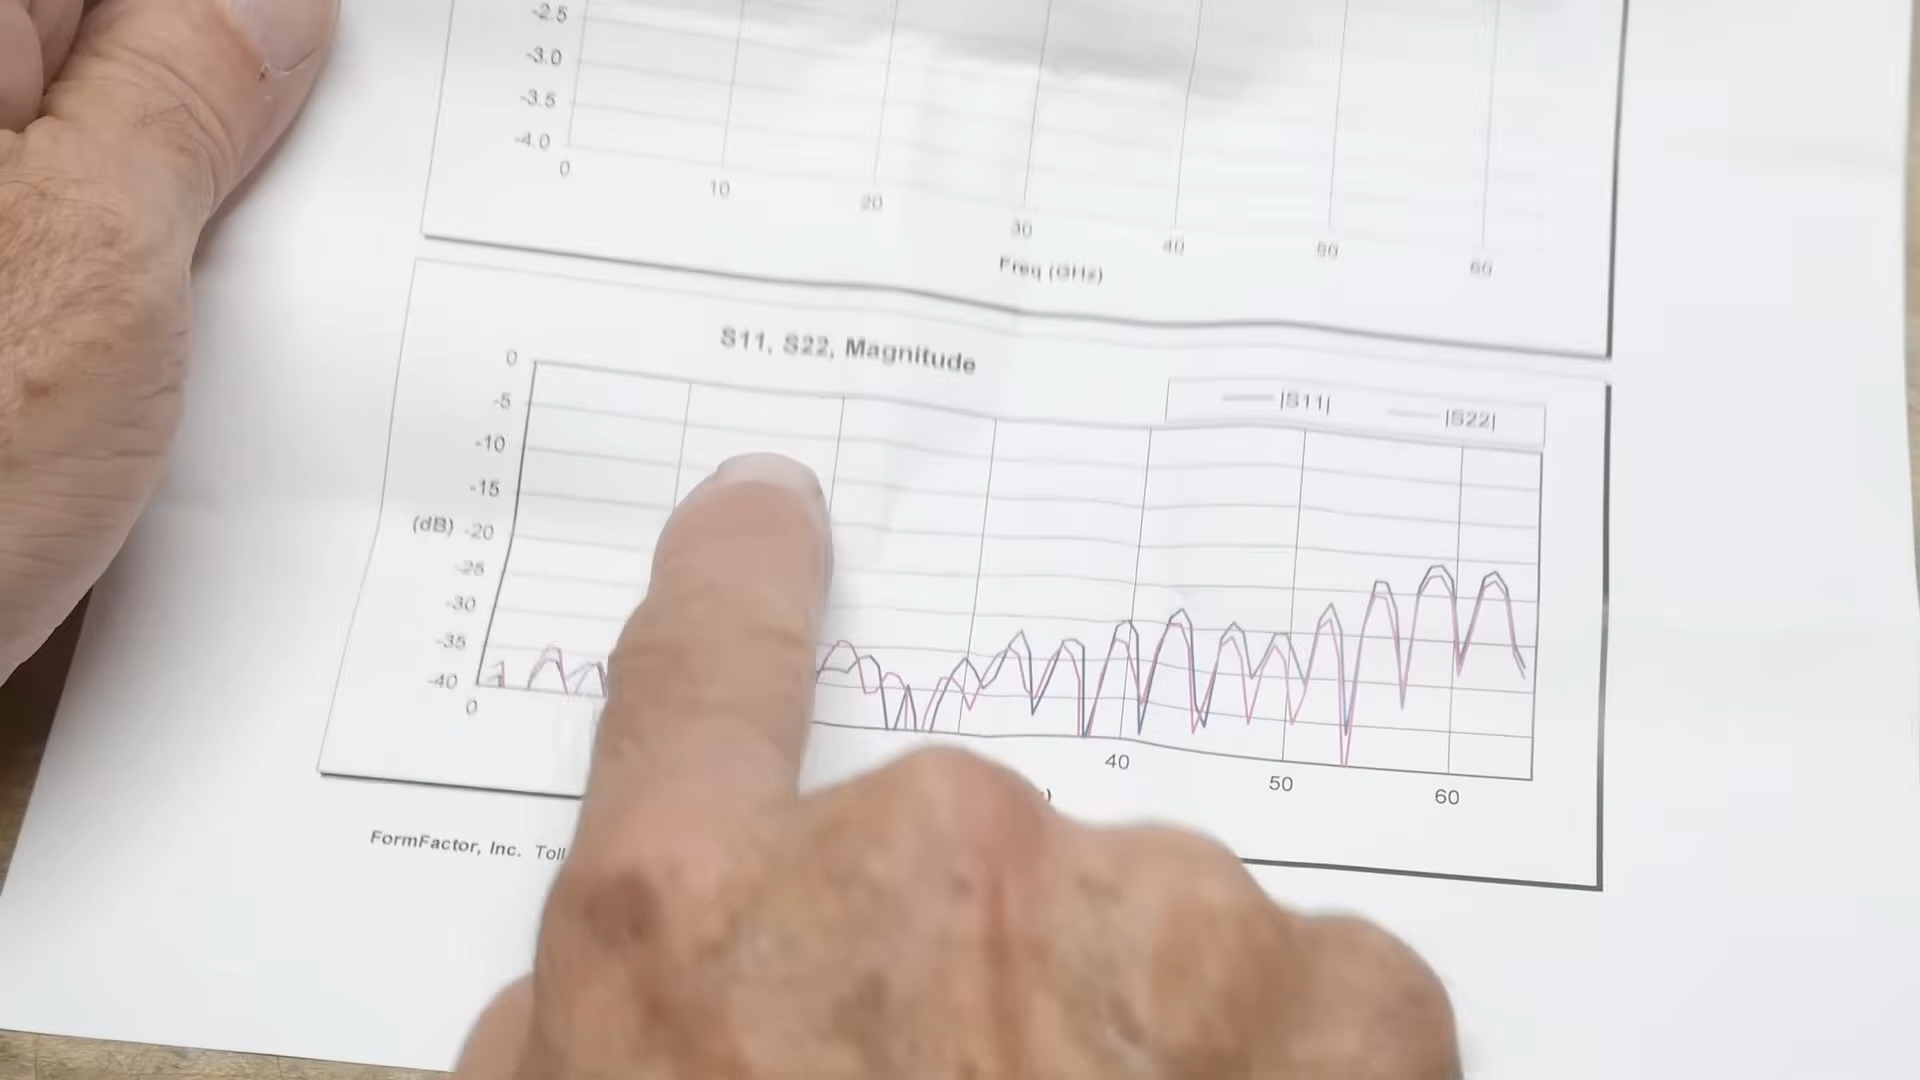 -2.5
-3.0
-3.5
-4.0
0 10 20 30 40 50 60
Freq (GHz)
S11, S22, Magnitude
|S11| |S22|
0
-5
-10
-15
(dB) -20
-25
-30
-35
-40
0 40 50 60
)
FormFactor, Inc. Toll